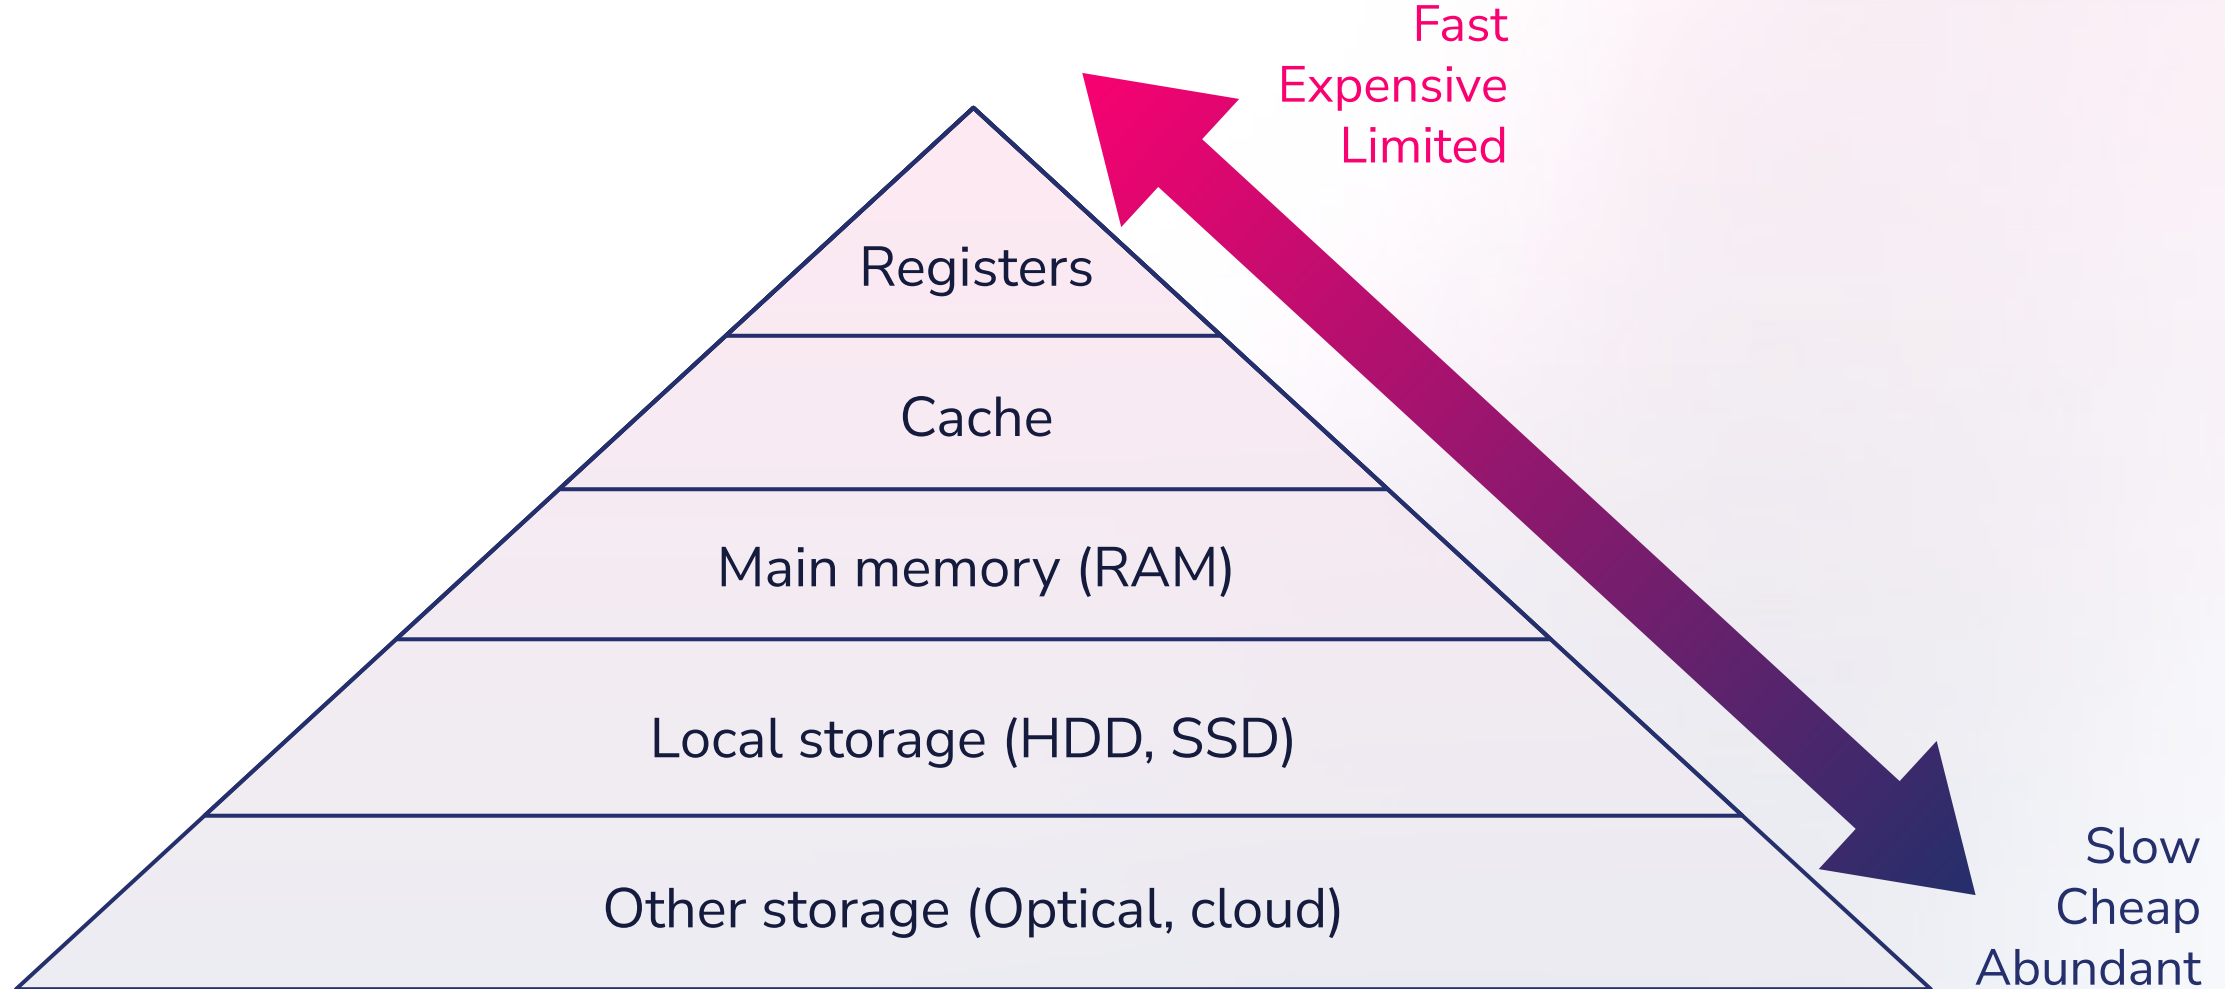 Fast
Expensive
Limited
Registers
Cache
Main memory (RAM)
Local storage (HDD, SSD)
Other storage (Optical, cloud)
Slow
Cheap
Abundant